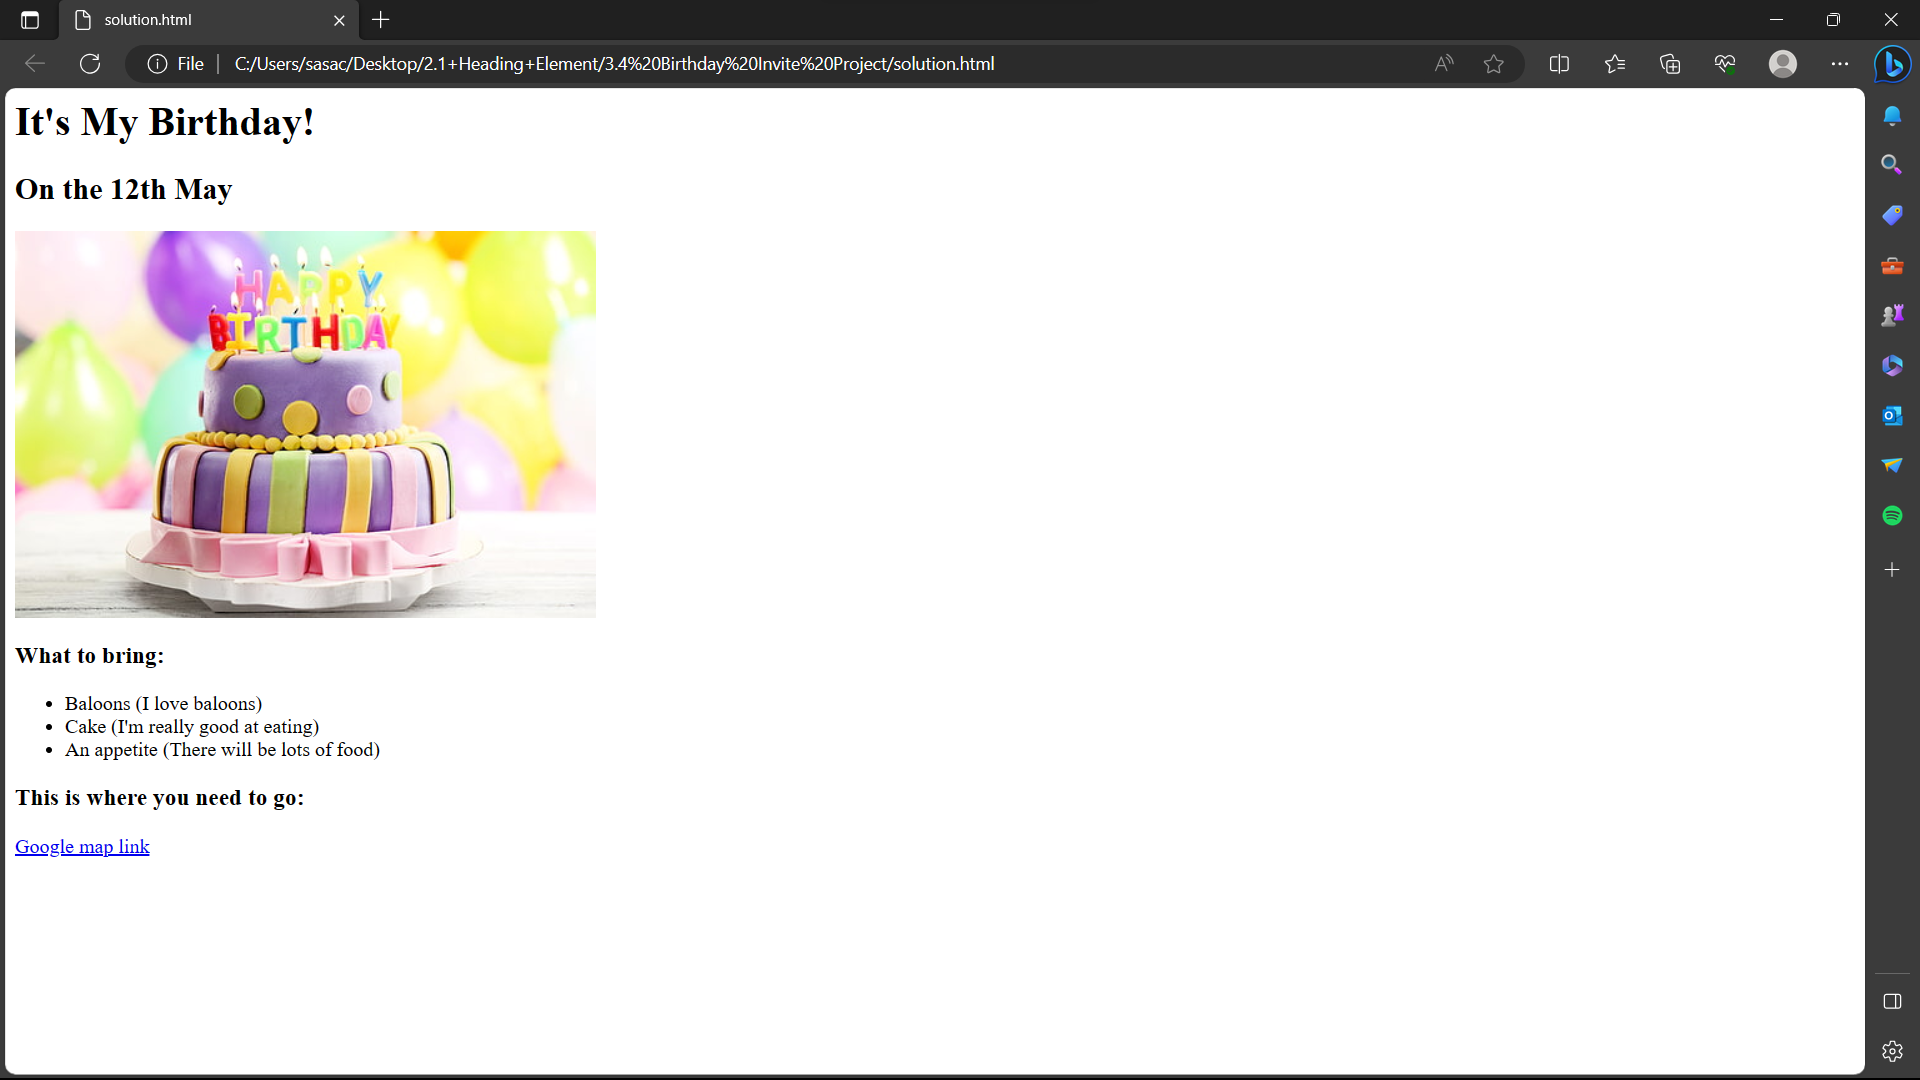 solution.html
File
C:/Users/sasac/Desktop/2.1+Heading+Element/3.4%20Birthday%20Invite%20Project/solution.html
It's My Birthday!
On the 12th May
HAPPY
BIRTHDAY
What to bring:
Baloons (I love baloons)
Cake (I'm really good at eating)
An appetite (There will be lots of food)
This is where you need to go:
Google map link